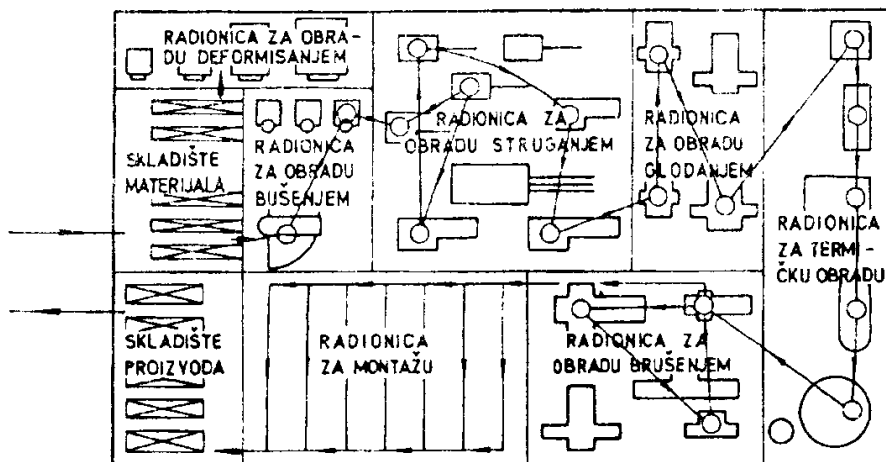 RADIONICA ZA OBRA-
DU DEFORMISANJEM
SKLADIŠTE
MATERIJALA
RADIONICA
ZA OBRADU
BUŠENJEM
RADIONICA ZA
OBRADU STRUGANJEM
RADIONICA
ZA OBRADU
GLODANJEM
RADIONICA
ZA TERMI-
ČKU OBRADU
SKLADIŠTE
PROIZVODA
RADIONICA
ZA MONTAŽU
RADIONICA ZA
OBRADU BRUŠENJEM